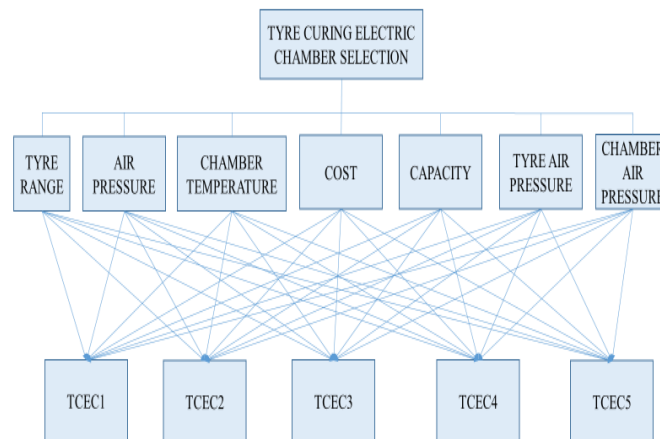 TYRE CURING ELECTRIC
CHAMBER SELECTION
TYRE
RANGE
AIR
PRESSURE
CHAMBER
TEMPERATURE
COST
CAPACITY
TYRE AIR
PRESSURE
CHAMBER
AIR
PRESSURE
TCEC1
TCEC2
TCEC3
TCEC4
TCEC5